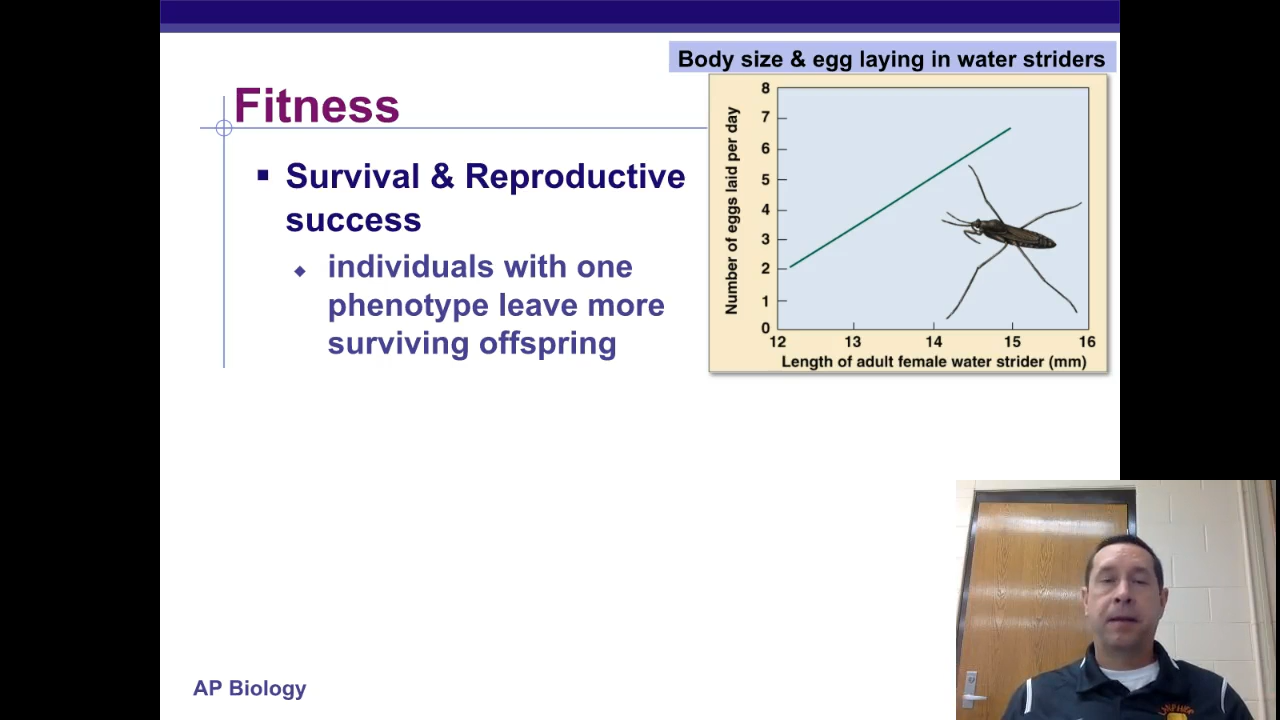 Body size & egg laying in water striders
Fitness
▪ Survival & Reproductive
success
◆ individuals with one
phenotype leave more
surviving offspring
Number of eggs laid per day
8
7
6
5
4
3
2
1
0
12 13 14 15 16
Length of adult female water strider (mm)
AP Biology